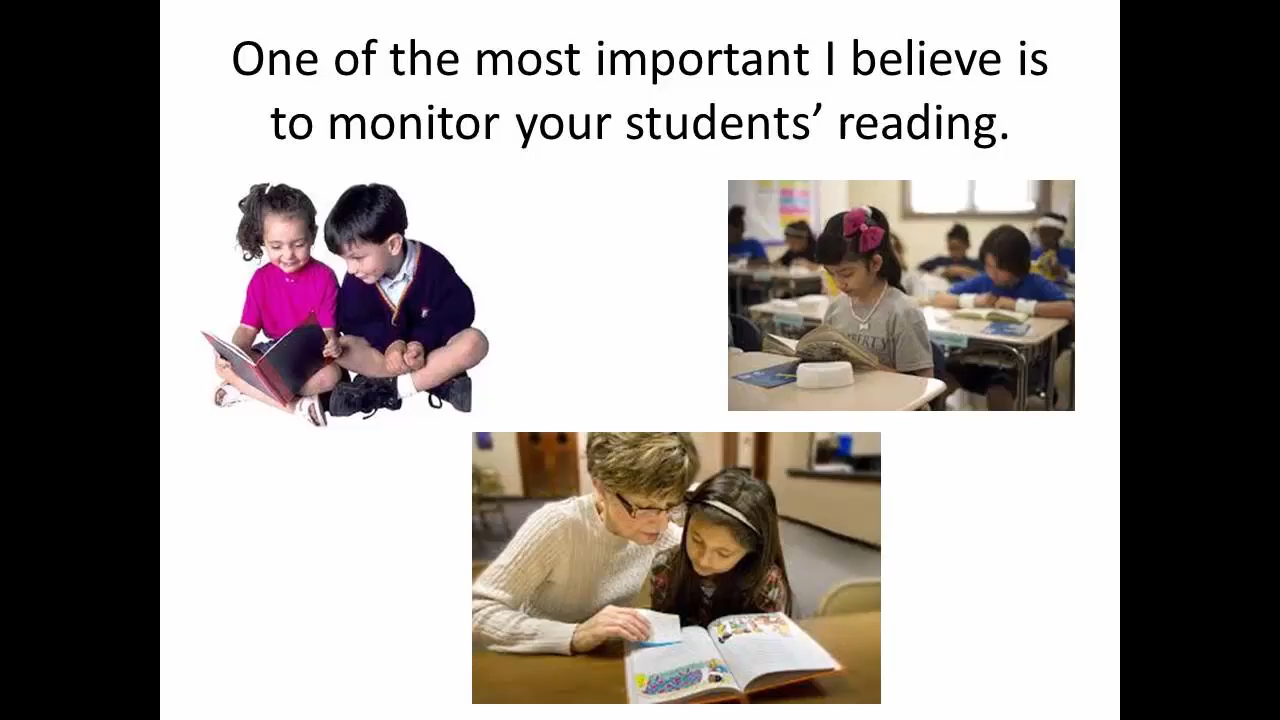 One of the most important I believe is
to monitor your students’ reading.